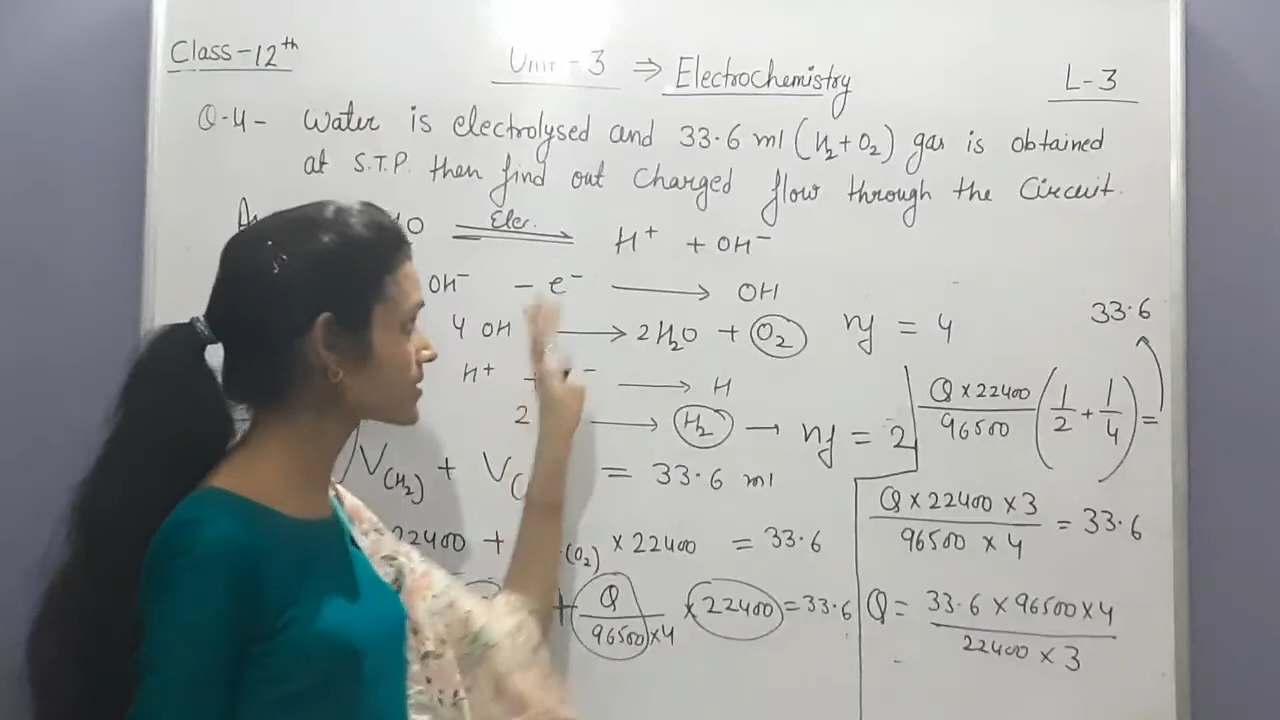 Class-12th
Unit - 3 ⇒ Electrochemistry
L-3
Q-4- Water is electrolysed and 33.6 ml (H2+O2) gas is obtained
at S.T.P. then find out Charged flow through the Circuit.
O Elec. H+ + OH-
OH- - e- → OH
4 OH → 2H2O + O2 nf = 4
H+ + - → H
2 → H2 → nf = 2
V(H2) + V( = 33.6 ml
22400 + (O2) × 22400 = 33.6
+ Q/96500×4 × 22400 = 33.6
33.6
Q×22400/96500 (1/2 + 1/4) =
Q×22400×3/96500×4 = 33.6
Q = 33.6×96500×4/22400×3